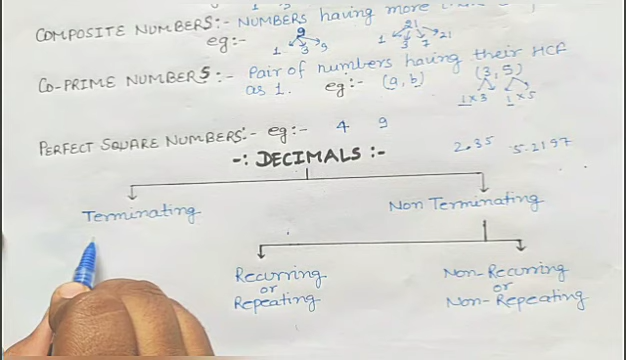 COMPOSITE NUMBERS:- NUMBERS having more
eg:- 9 21
1 3 9 1 3 7 21
CO-PRIME NUMBERS:- Pair of numbers having their HCF
as 1. eg:- (a, b) (3, 5)
1×3 1×5
PERFECT SQUARE NUMBERS:- eg:- 4 9
-: DECIMALS :- 2.35 5.2197
Terminating Non Terminating
Recurring Non-Recurring
or or
Repeating Non-Repeating